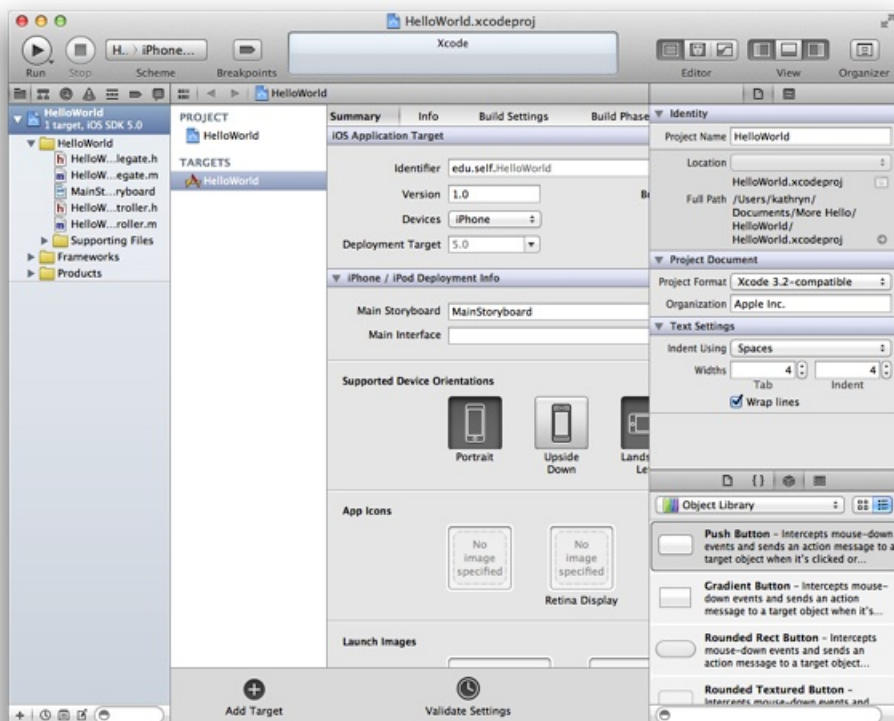 HelloWorld.xcodeproj
Xcode
H... iPhone...
Run Stop Scheme Breakpoints Editor View Organizer
HelloWorld
HelloWorld
1 target, iOS SDK 5.0
HelloWorld
HelloW...legate.h
HelloW...egate.m
MainSt...ryboard
HelloW...troller.h
HelloW...roller.m
Supporting Files
Frameworks
Products
PROJECT
HelloWorld
TARGETS
HelloWorld
Summary Info Build Settings Build Phase
iOS Application Target
Identifier edu.self.HelloWorld
Version 1.0
Devices iPhone
Deployment Target 5.0
iPhone / iPod Deployment Info
Main Storyboard MainStoryboard
Main Interface
Supported Device Orientations
Portrait
Upside
Down
Lands
Le
App Icons
No
image
specified
No
image
specified
Retina Display
Launch Images
Add Target
Validate Settings
Identity
Project Name HelloWorld
Location
HelloWorld.xcodeproj
Full Path /Users/kathryn/
Documents/More Hello/
HelloWorld/
HelloWorld.xcodeproj
Project Document
Project Format Xcode 3.2-compatible
Organization Apple Inc.
Text Settings
Indent Using Spaces
Widths 4 4
Tab Indent
Wrap lines
{}
Object Library
Push Button - Intercepts mouse-down
events and sends an action message to a
target object when it's clicked or...
Gradient Button - Intercepts mouse-
down events and sends an action
message to a target object when it's...
Rounded Rect Button - Intercepts
mouse-down events and sends an
action message to a target object...
Rounded Textured Button -
Intercepts mouse-down events and